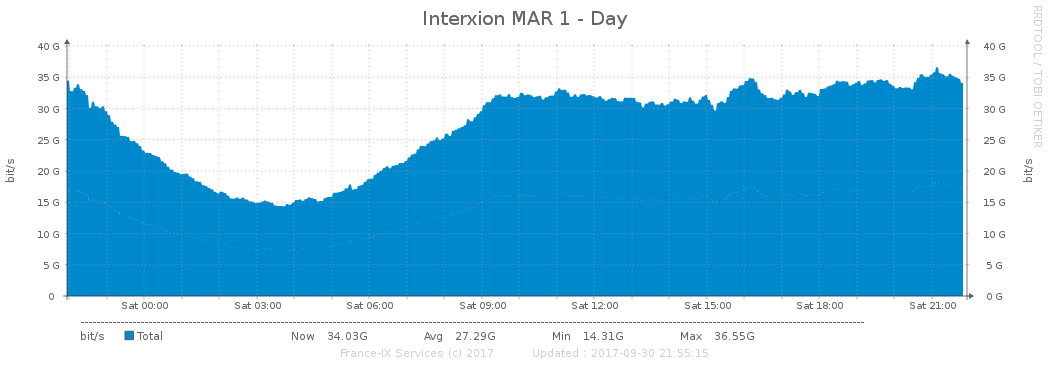 Interxion MAR 1 - Day
RRDTOOL / TOBI OETIKER
40 G 40 G
35 G 35 G
30 G 30 G
25 G 25 G
20 G 20 G
15 G 15 G
10 G 10 G
5 G 5 G
0 0 G
bit/s bit/s
Sat 00:00 Sat 03:00 Sat 06:00 Sat 09:00 Sat 12:00 Sat 15:00 Sat 18:00 Sat 21:00
bit/s Total Now 34.03G Avg 27.29G Min 14.31G Max 36.55G
France-IX Services (c) 2017 Updated : 2017-09-30 21:55:15